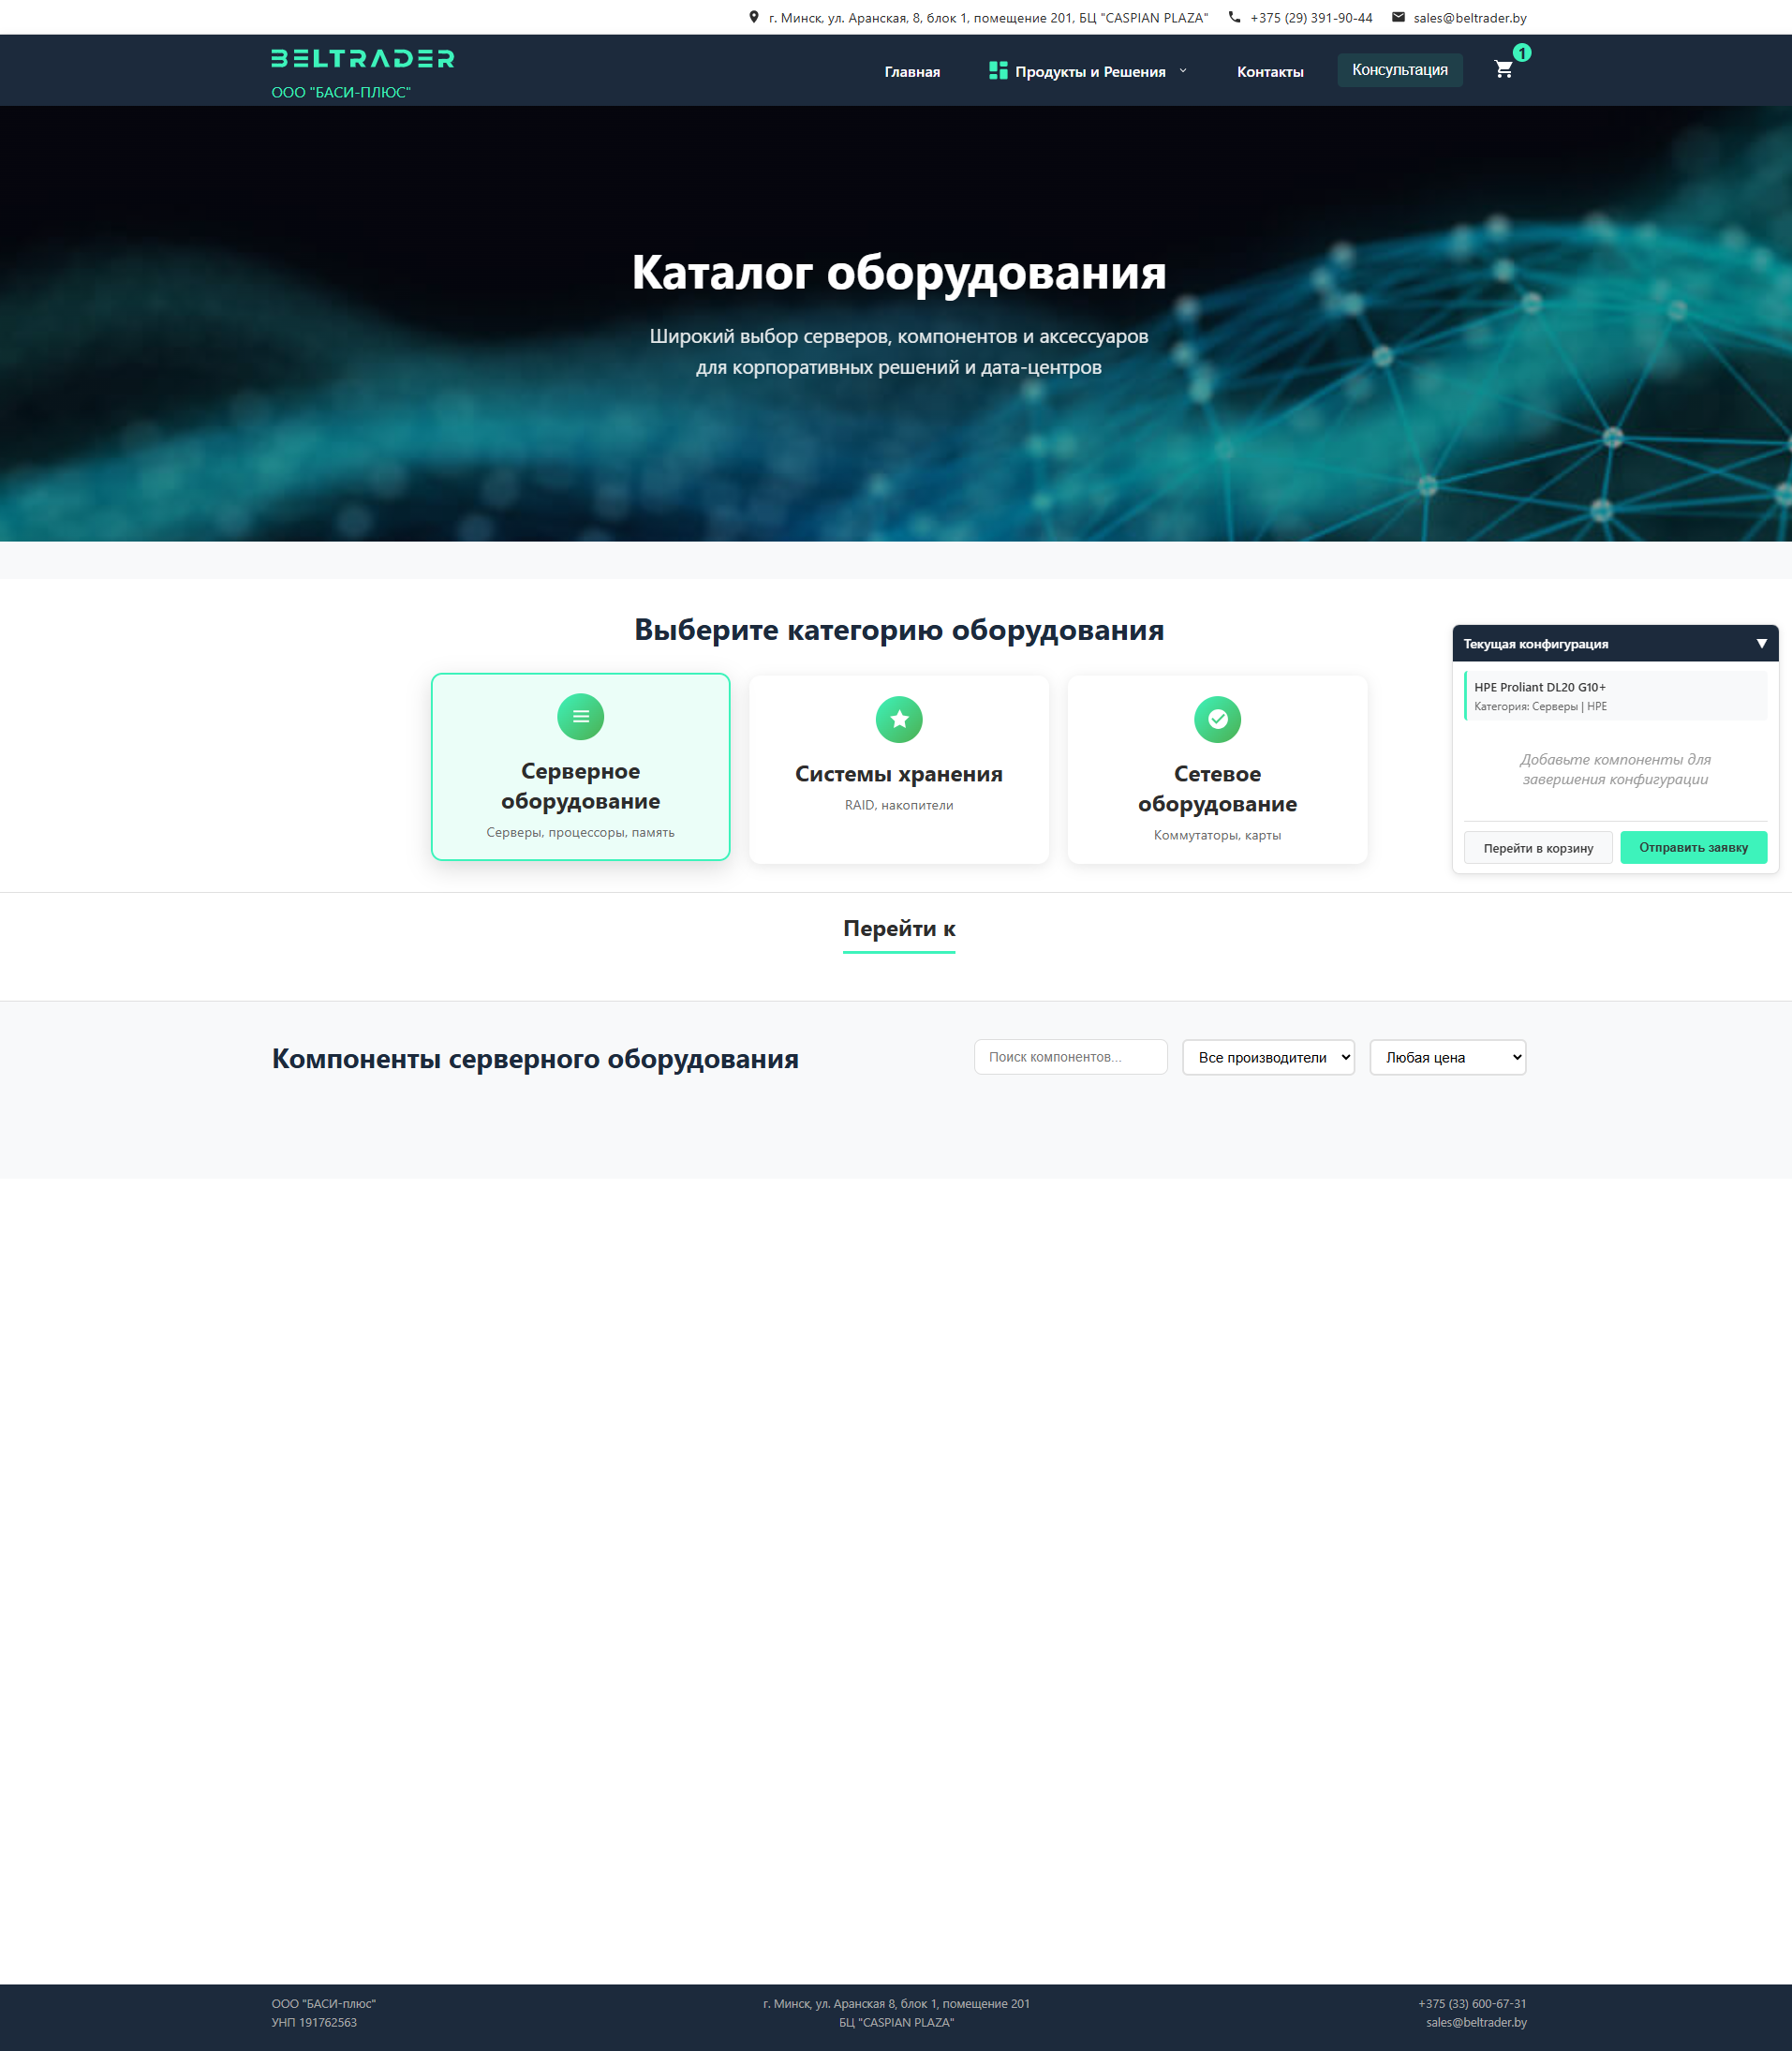 г. Минск, ул. Аранская, 8, блок 1, помещение 201, БЦ "CASPIAN PLAZA"
+375 (29) 391-90-44
sales@beltrader.by
BELTRADER
ООО "БАСИ-ПЛЮС"
Главная
Продукты и Решения
Контакты
Консультация
1
Каталог оборудования
Широкий выбор серверов, компонентов и аксессуаров
для корпоративных решений и дата-центров
Выберите категорию оборудования
Серверное
оборудование
Серверы, процессоры, память
Системы хранения
RAID, накопители
Сетевое
оборудование
Коммутаторы, карты
Текущая конфигурация
HPE Proliant DL20 G10+
Категория: Серверы | HPE
Добавьте компоненты для
завершения конфигурации
Перейти в корзину
Отправить заявку
Перейти к
Компоненты серверного оборудования
Поиск компонентов...
Все производители
Любая цена
ООО "БАСИ-плюс"
УНП 191762563
г. Минск, ул. Аранская 8, блок 1, помещение 201
БЦ "CASPIAN PLAZA"
+375 (33) 600-67-31
sales@beltrader.by